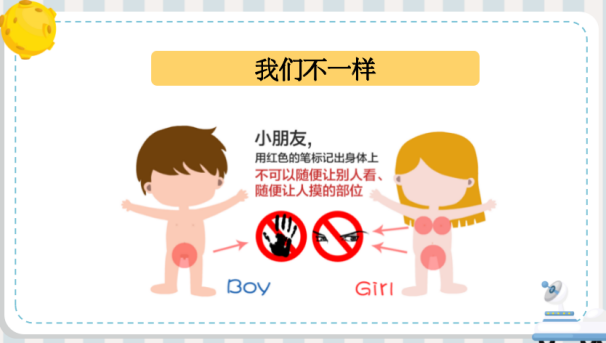 我们不一样
小朋友，
用红色的笔标记出身体上
不可以随便让别人看、
随便让人摸的部位
Boy
Girl